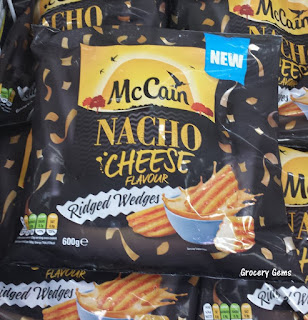 NEW
McCain
NACHO
CHEESE
FLAVOUR
Ridged Wedges
600g e
Grocery Gems